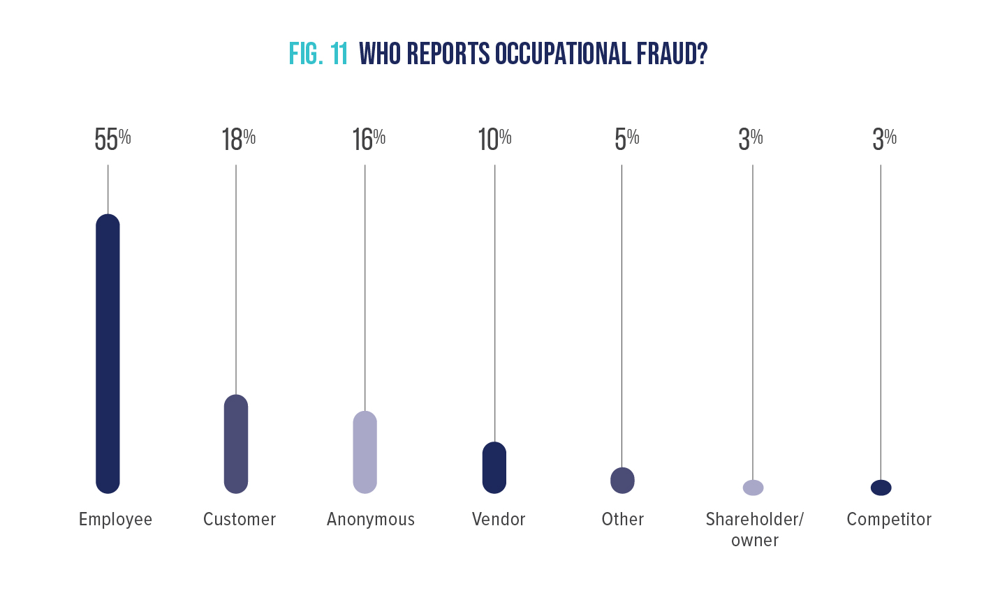 FIG. 11 WHO REPORTS OCCUPATIONAL FRAUD?
55% 18% 16% 10% 5% 3% 3%
Employee Customer Anonymous Vendor Other Shareholder/ Competitor
owner